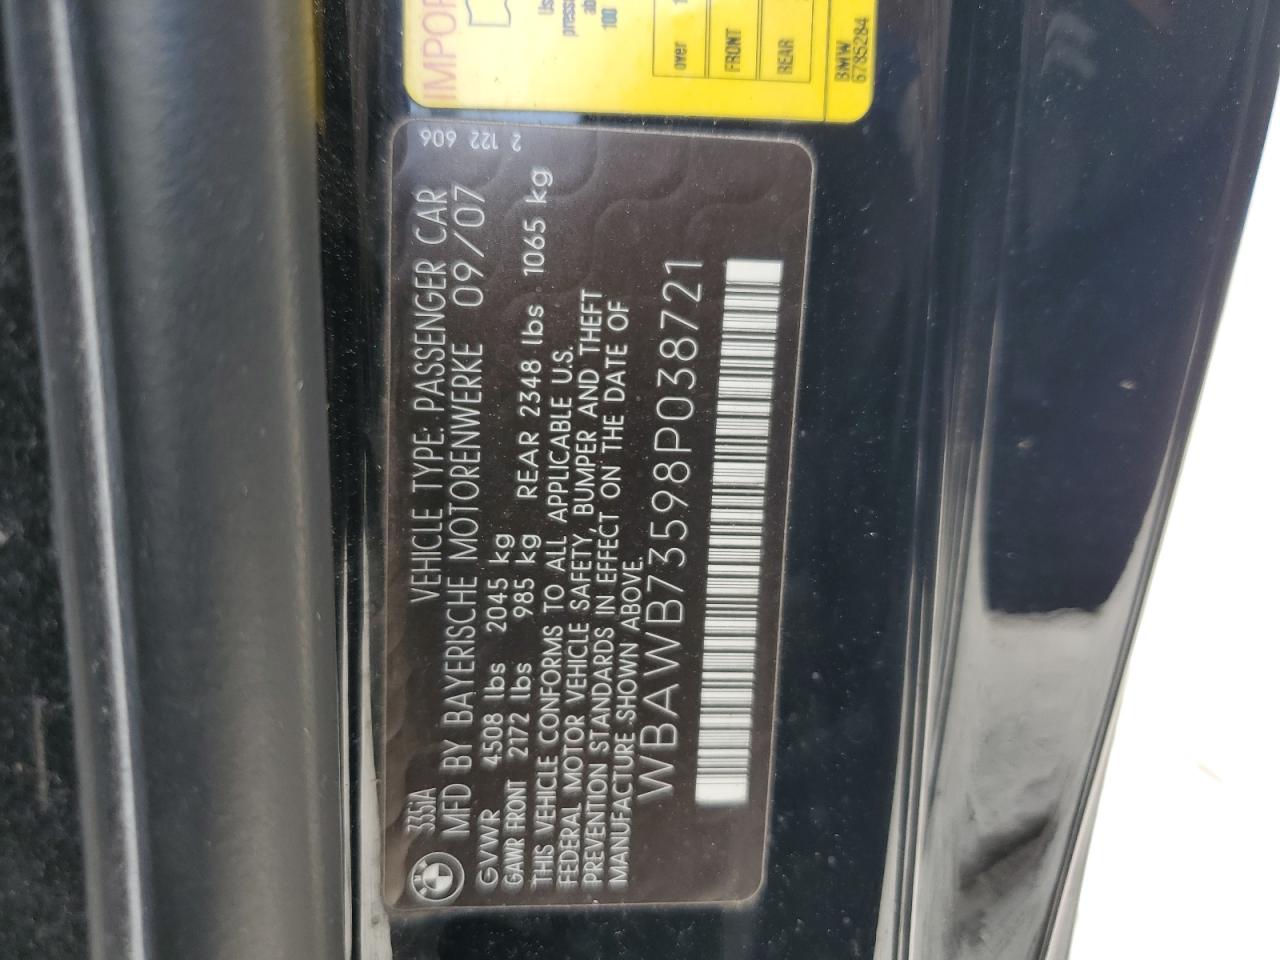 IMPOR
over
FRONT
REAR
BMW
6785284
2 122 606
335iA VEHICLE TYPE: PASSENGER CAR
MFD BY BAYERISCHE MOTORENWERKE 09/07
GVWR 4508 lbs 2045 kg
GAWR FRONT 2172 lbs 985 kg REAR 2348 lbs 1065 kg
THIS VEHICLE CONFORMS TO ALL APPLICABLE U.S.
FEDERAL MOTOR VEHICLE SAFETY, BUMPER AND THEFT
PREVENTION STANDARDS IN EFFECT ON THE DATE OF
MANUFACTURE SHOWN ABOVE.
WBAWB73598P038721